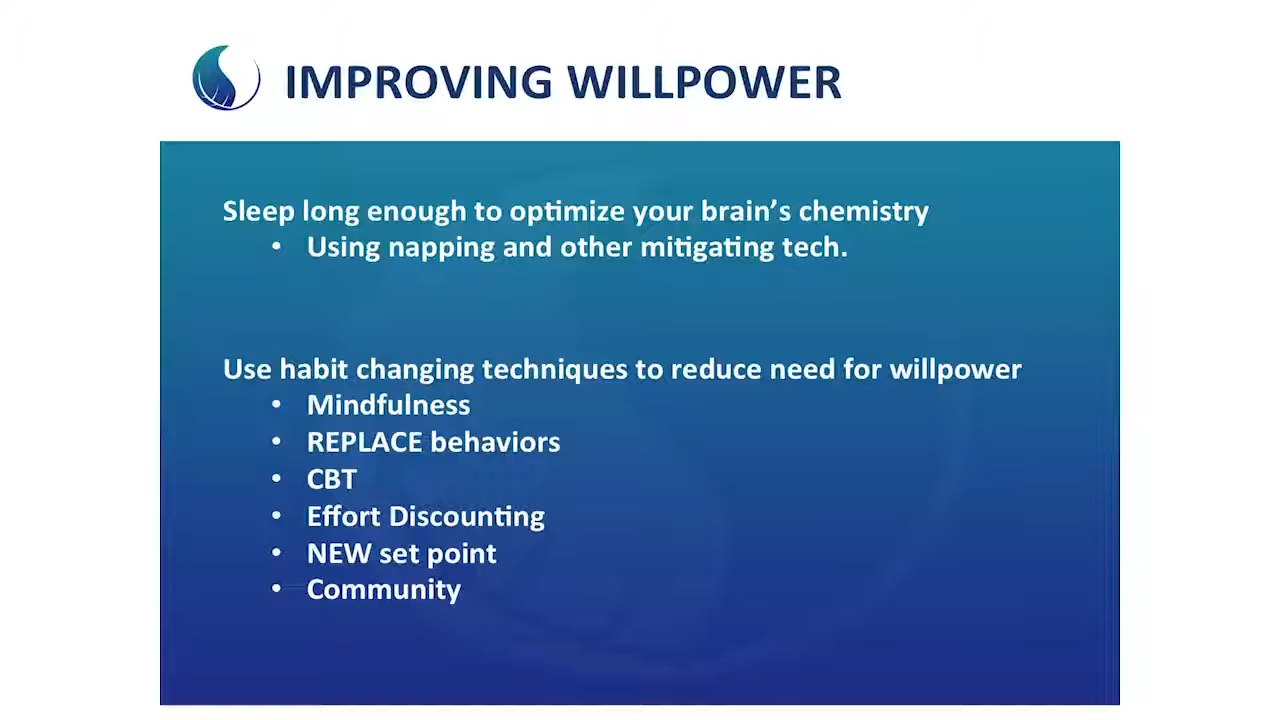 IMPROVING WILLPOWER
Sleep long enough to optimize your brain's chemistry
• Using napping and other mitigating tech.
Use habit changing techniques to reduce need for willpower
• Mindfulness
• REPLACE behaviors
• CBT
• Effort Discounting
• NEW set point
• Community